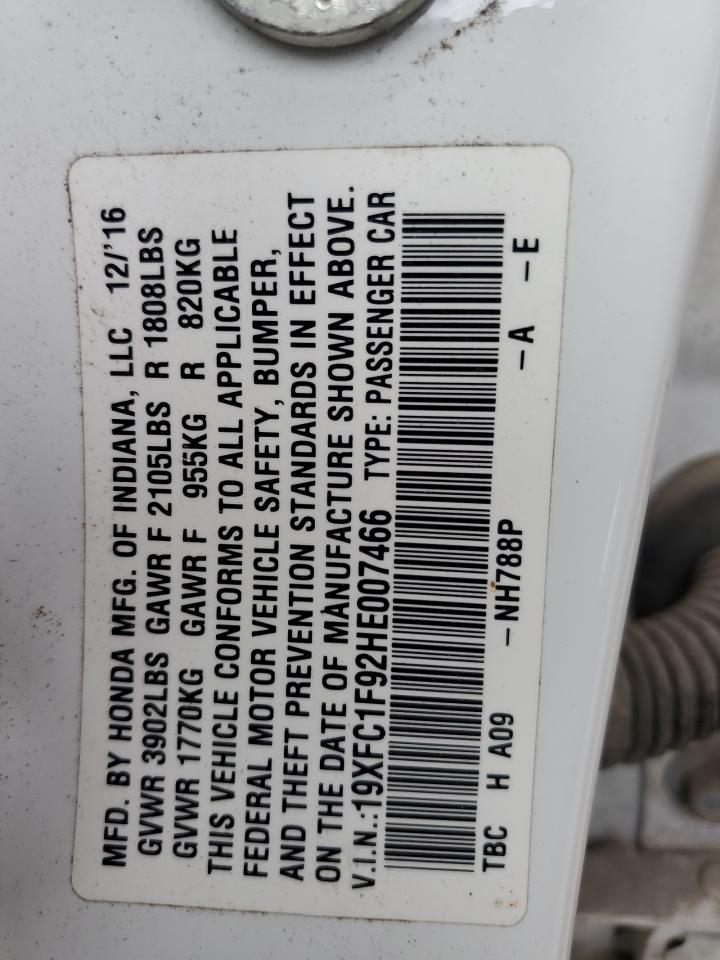 MFD. BY HONDA MFG. OF INDIANA, LLC 12/'16
GVWR 3902LBS GAWR F 2105LBS R 1808LBS
GVWR 1770KG GAWR F 955KG R 820KG
THIS VEHICLE CONFORMS TO ALL APPLICABLE
FEDERAL MOTOR VEHICLE SAFETY, BUMPER,
AND THEFT PREVENTION STANDARDS IN EFFECT
ON THE DATE OF MANUFACTURE SHOWN ABOVE.
V.I.N.:19XFC1F92HE007466 TYPE: PASSENGER CAR
TBC H A09 –NH788P –A –E